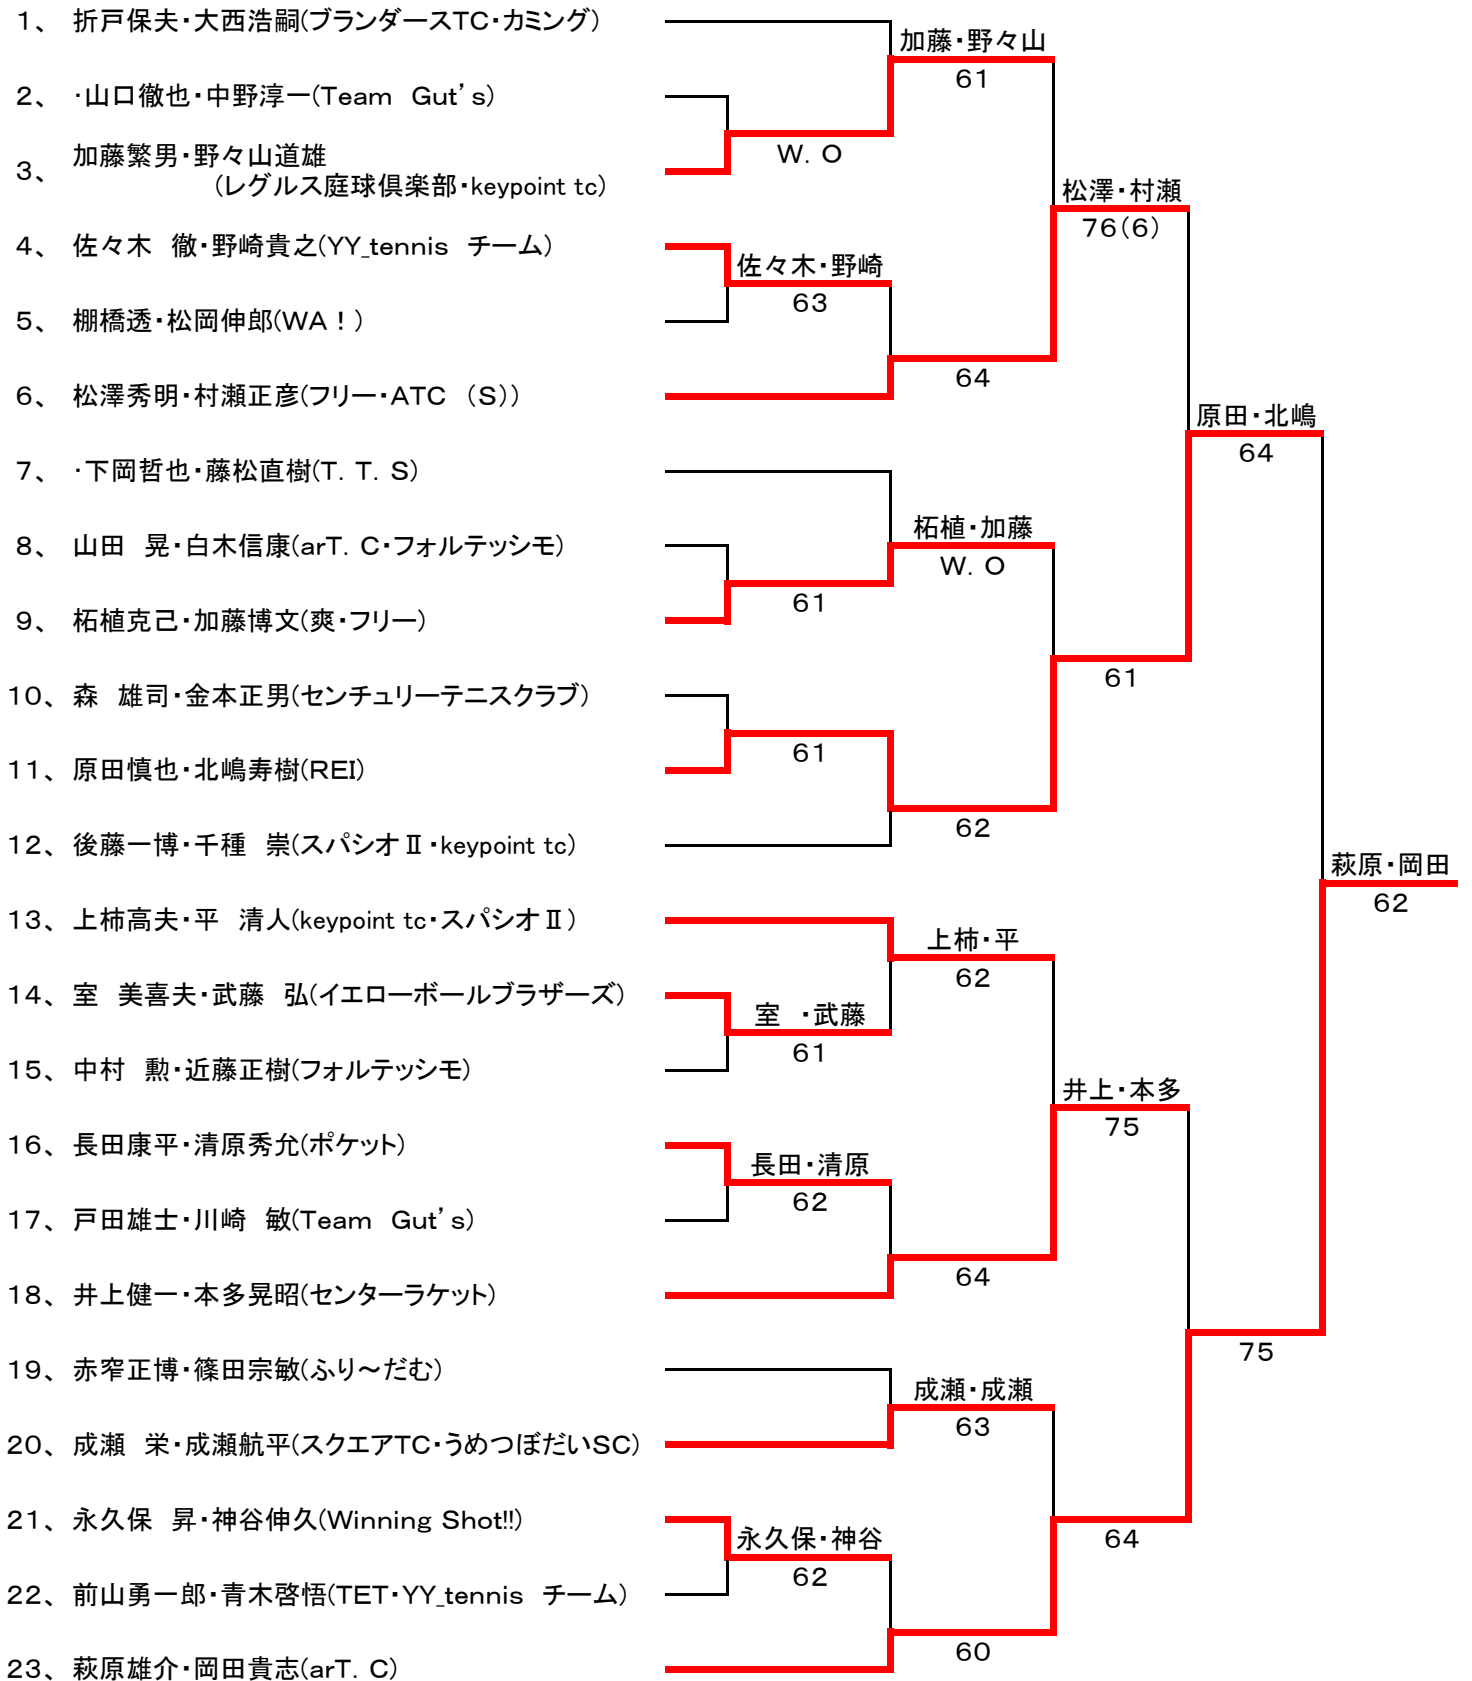 1、 折戸保夫・大西浩嗣(ブランダースTC・カミング)
2、 ・山口徹也・中野淳一(Team Gut's)
3、 加藤繁男・野々山道雄
(レグルス庭球倶楽部・keypoint tc)
4、 佐々木 徹・野崎貴之(YY_tennis チーム)
5、 棚橋透・松岡伸郎(WA！)
6、 松澤秀明・村瀬正彦(フリー・ATC (S))
7、 ・下岡哲也・藤松直樹(T. T. S)
8、 山田 晃・白木信康(arT. C・フォルテッシモ)
9、 柘植克己・加藤博文(爽・フリー)
10、 森 雄司・金本正男(センチュリーテニスクラブ)
11、 原田慎也・北嶋寿樹(REI)
12、 後藤一博・千種 崇(スパシオⅡ・keypoint tc)
13、 上柿高夫・平 清人(keypoint tc・スパシオⅡ)
14、 室 美喜夫・武藤 弘(イエローボールブラザーズ)
15、 中村 勲・近藤正樹(フォルテッシモ)
16、 長田康平・清原秀允(ポケット)
17、 戸田雄士・川崎 敏(Team Gut's)
18、 井上健一・本多晃昭(センターラケット)
19、 赤窄正博・篠田宗敏(ふり～だむ)
20、 成瀬 栄・成瀬航平(スクエアTC・うめつぼだいSC)
21、 永久保 昇・神谷伸久(Winning Shot!!)
22、 前山勇一郎・青木啓悟(TET・YY_tennis チーム)
23、 萩原雄介・岡田貴志(arT. C)
W. O
佐々木・野崎
63
61
61
室 ・武藤
61
長田・清原
62
永久保・神谷
62
加藤・野々山
61
64
柘植・加藤
W. O
62
上柿・平
62
64
成瀬・成瀬
63
60
松澤・村瀬
76(6)
61
井上・本多
75
64
原田・北嶋
64
75
萩原・岡田
62